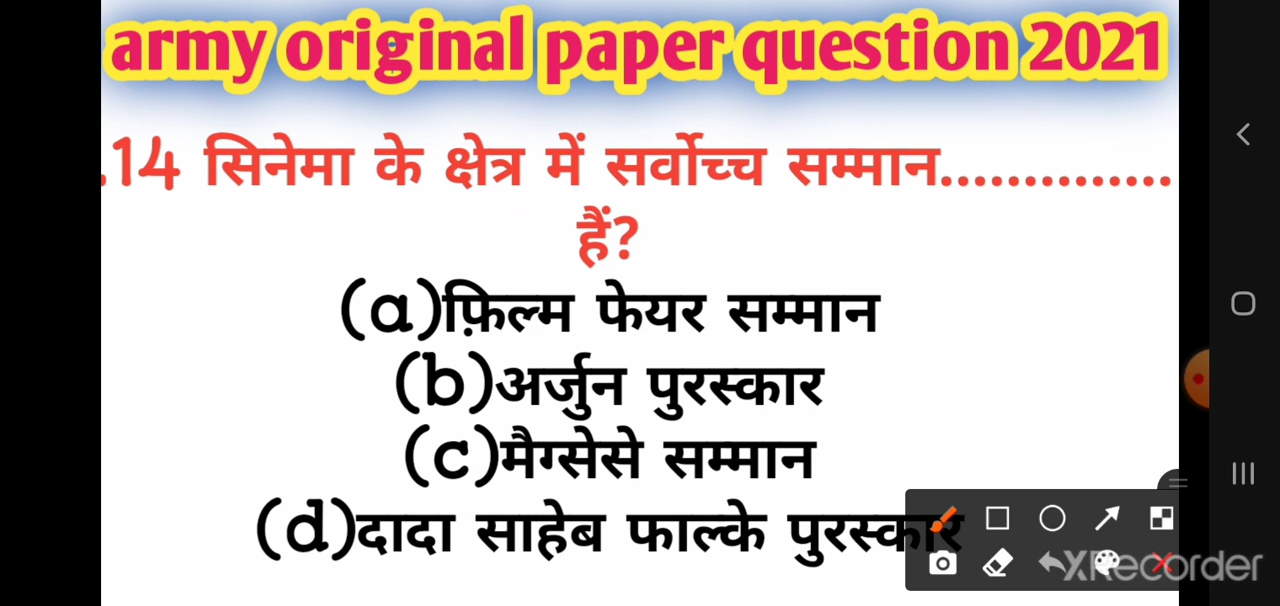 army original paper question 2021
.14 सिनेमा के क्षेत्र में सर्वोच्च सम्मान..............
हैं?
(a)फ़िल्म फेयर सम्मान
(b)अर्जुन पुरस्कार
(c)मैग्सेसे सम्मान
(d)दादा साहेब फाल्के पुरस्कार
XRecorder